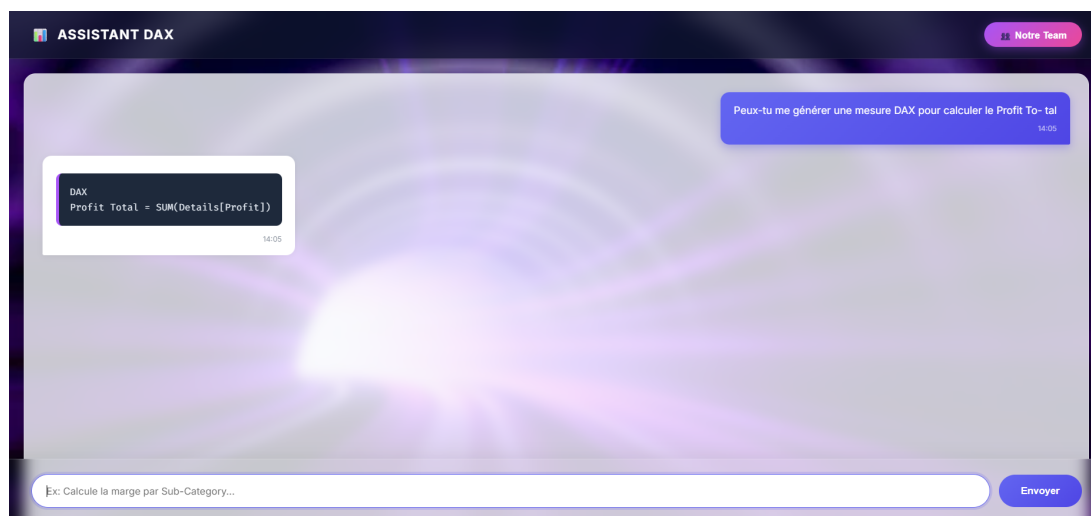 ASSISTANT DAX
Notre Team
Peux-tu me générer une mesure DAX pour calculer le Profit To- tal
14:05
DAX
Profit Total = SUM(Details[Profit])
14:05
Ex: Calcule la marge par Sub-Category...
Envoyer